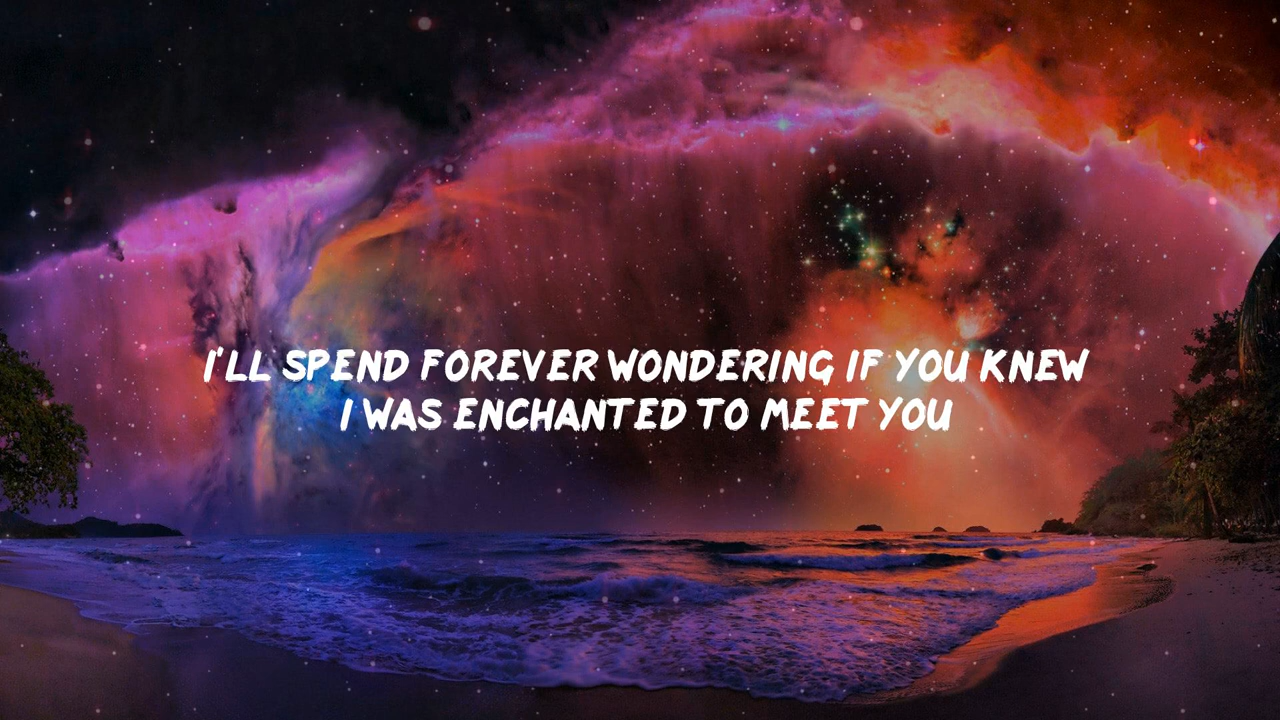 I'LL SPEND FOREVER WONDERING IF YOU KNEW
I WAS ENCHANTED TO MEET YOU